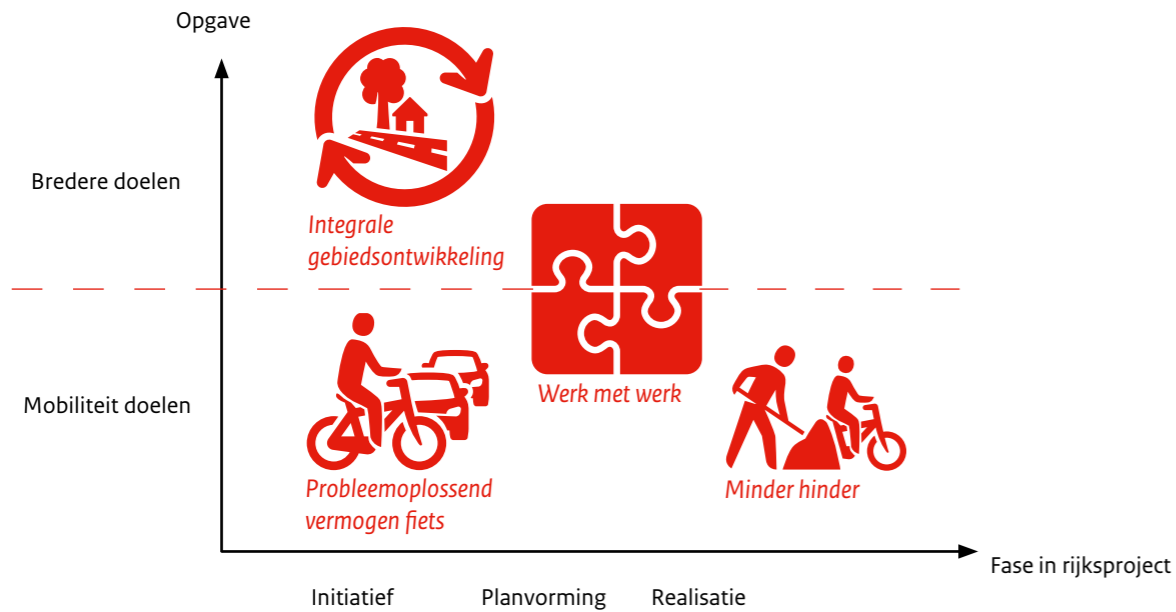 Opgave
Bredere doelen
Integrale
gebiedsontwikkeling
Mobiliteit doelen
Werk met werk
Probleemoplossend
vermogen fiets
Minder hinder
Fase in rijksproject
Initiatief
Planvorming
Realisatie